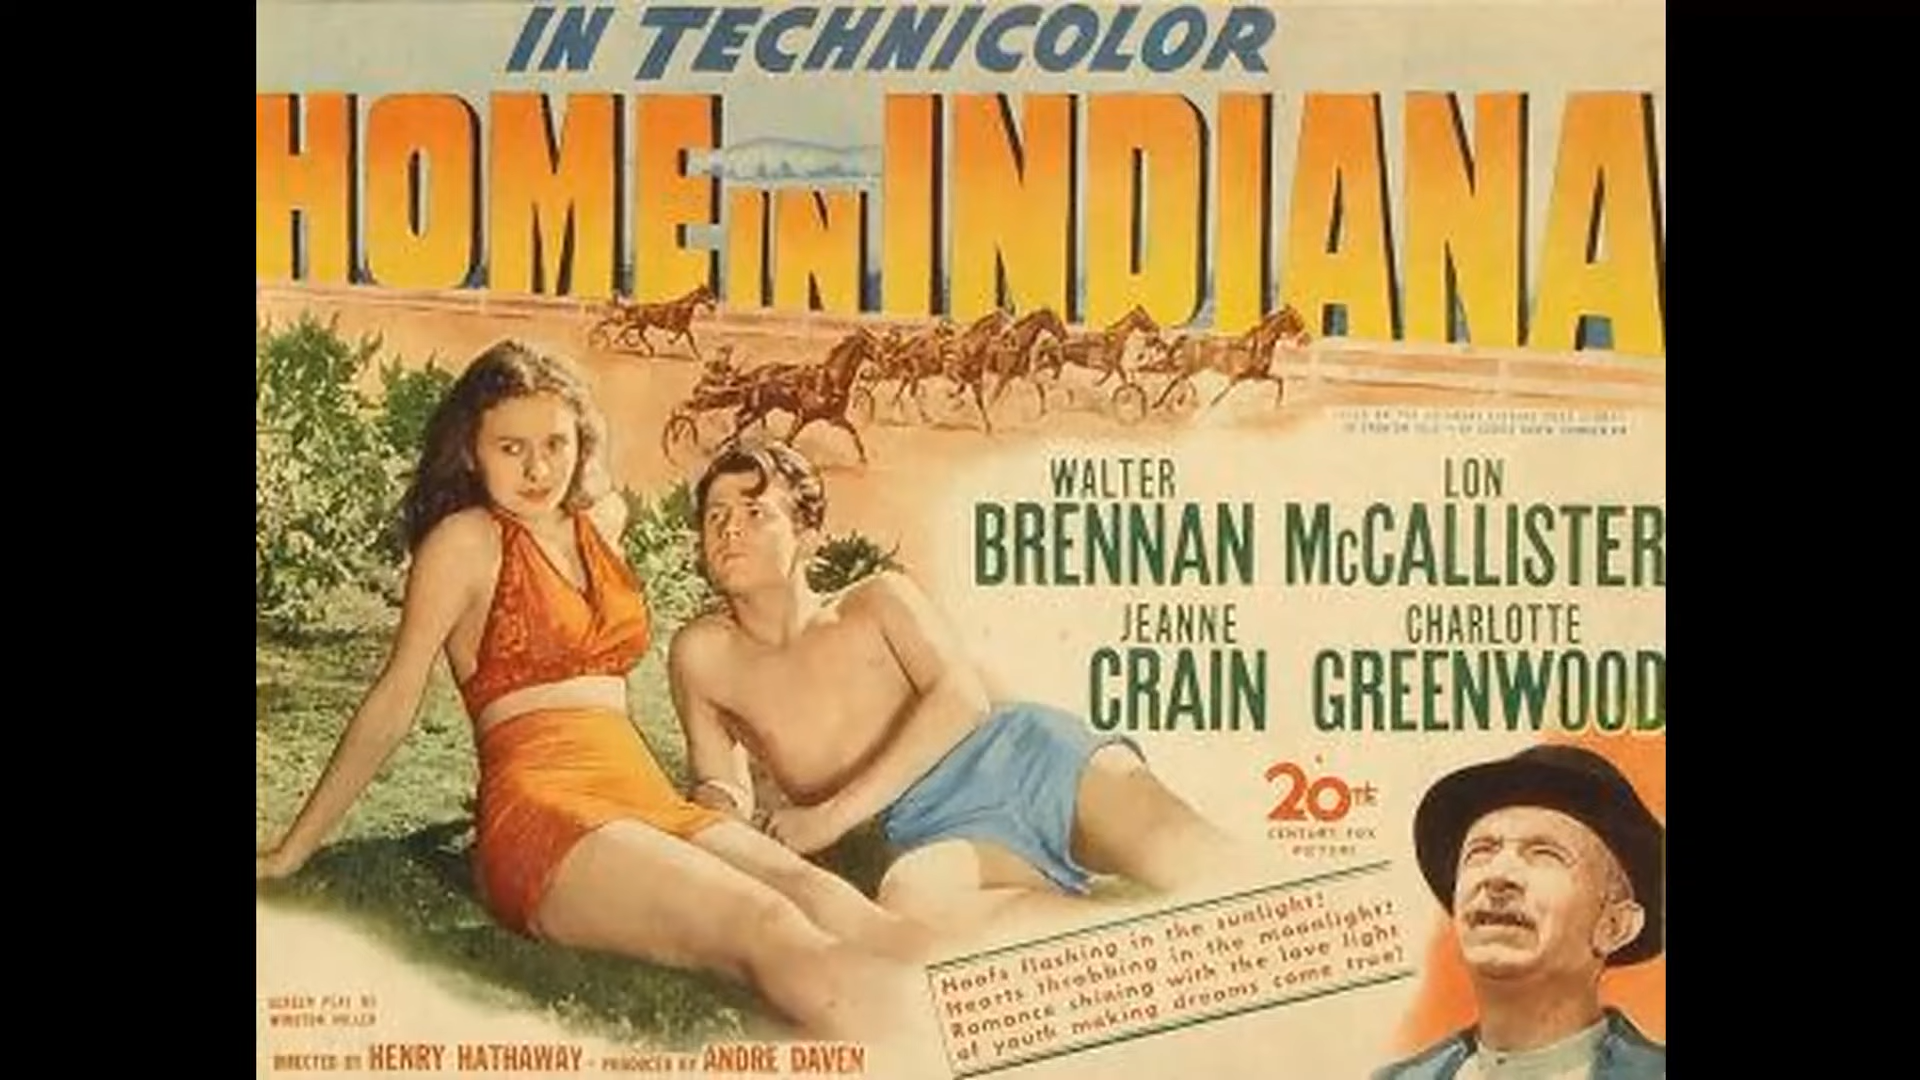 IN TECHNICOLOR
HOME IN INDIANA
WALTER BRENNAN
LON McCALLISTER
JEANNE CRAIN
CHARLOTTE GREENWOOD
20th
CENTURY FOX
PICTURE
Hoofs flashing in the sunlight!
Hearts throbbing in the moonlight!
Romance shining with the love light
of youth making dreams come true!
SCREEN PLAY BY
WINSTON MILLER
DIRECTED BY HENRY HATHAWAY · PRODUCED BY ANDRE DAVEN